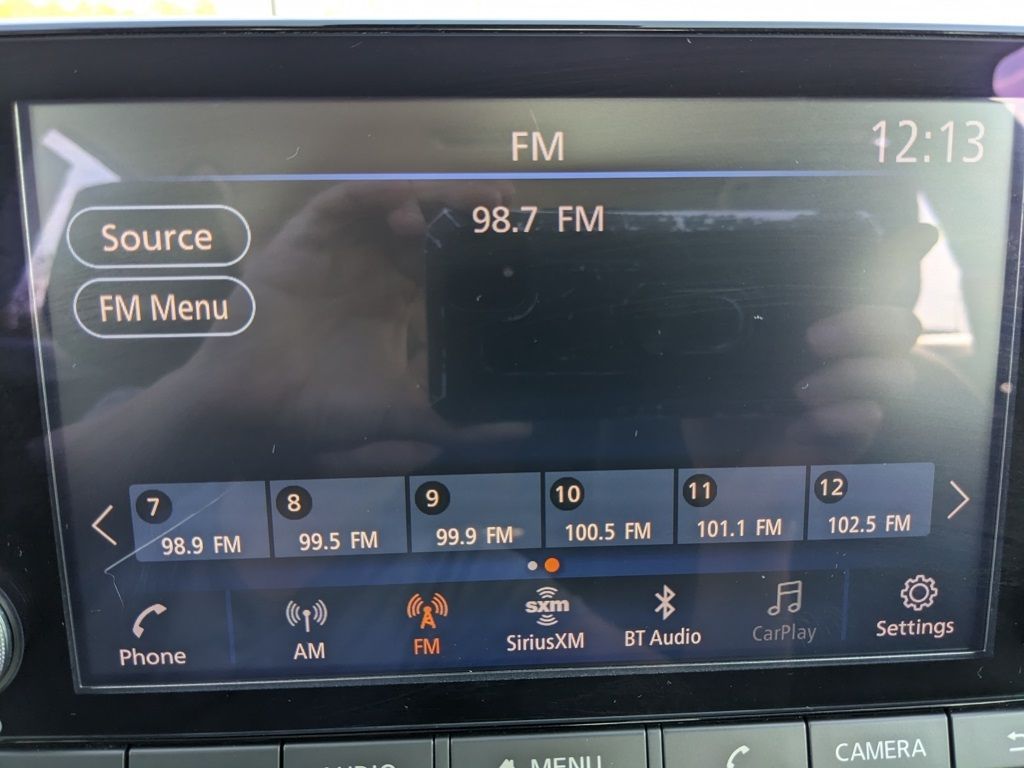 FM
12:13
98.7 FM
Source
FM Menu
7
98.9 FM
8
99.5 FM
9
99.9 FM
10
100.5 FM
11
101.1 FM
12
102.5 FM
Phone
AM
FM
sxm
SiriusXM
BT Audio
CarPlay
Settings
AUDIO
MENU
CAMERA